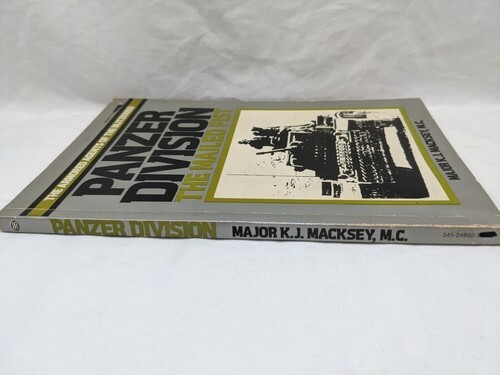 PANZER
DIVISION
THE MAILED FIST
MAJOR K.J. MACKSEY, M.C.
PANZER DIVISION
MAJOR K.J. MACKSEY, M.C.